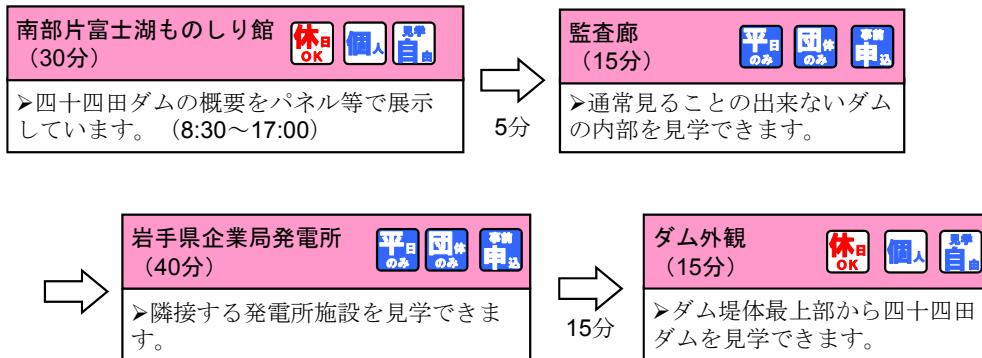 南部片富士湖ものしり館
（30分）
休日
OK
個人
見学
自由
➢四十四田ダムの概要をパネル等で展示
しています。（8:30～17:00）
5分
監査廊
（15分）
平日
のみ
団体
のみ
事前
申込
➢通常見ることの出来ないダム
の内部を見学できます。
岩手県企業局発電所
（40分）
平日
のみ
団体
のみ
事前
申込
➢隣接する発電所施設を見学できま
す。
15分
ダム外観
（15分）
休日
OK
個人
見学
自由
➢ダム堤体最上部から四十四田
ダムを見学できます。